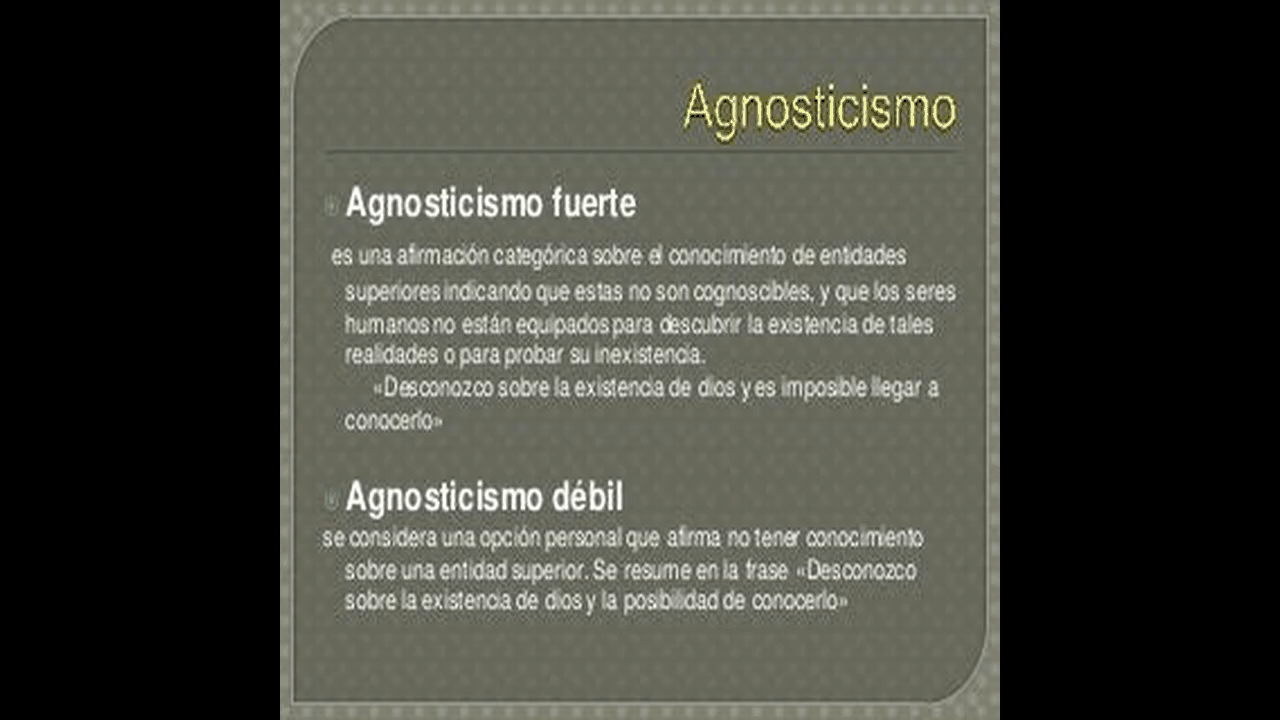 Agnosticismo
Agnosticismo fuerte
es una afirmación categórica sobre el conocimiento de entidades
superiores indicando que estas no son cognoscibles, y que los seres
humanos no están equipados para descubrir la existencia de tales
realidades o para probar su inexistencia.
«Desconozco sobre la existencia de dios y es imposible llegar a
conocerlo»
Agnosticismo débil
se considera una opción personal que afirma no tener conocimiento
sobre una entidad superior. Se resume en la frase «Desconozco
sobre la existencia de dios y la posibilidad de conocerlo»